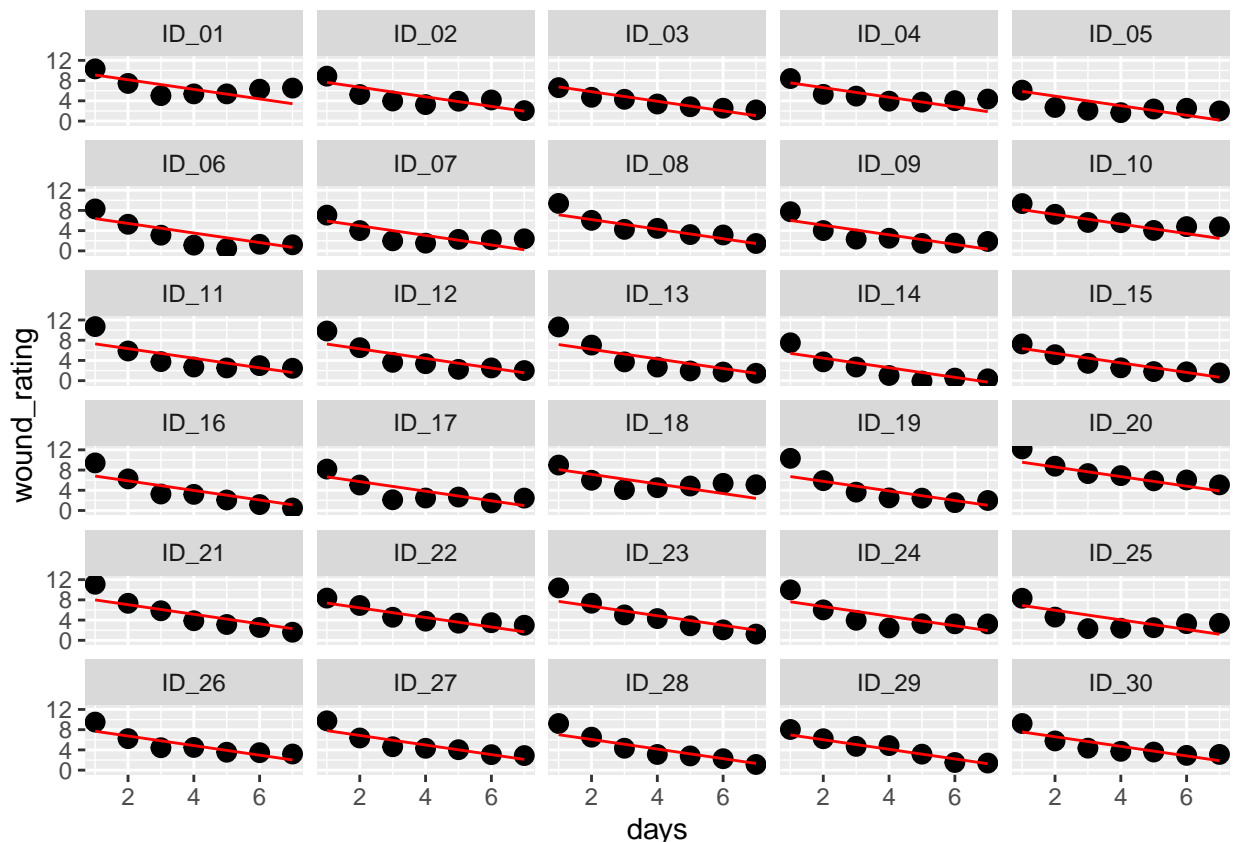 ID_01 ID_02 ID_03 ID_04 ID_05
12
8
4
0
ID_06 ID_07 ID_08 ID_09 ID_10
12
8
4
0
ID_11 ID_12 ID_13 ID_14 ID_15
12
8
4
0
ID_16 ID_17 ID_18 ID_19 ID_20
12
8
4
0
ID_21 ID_22 ID_23 ID_24 ID_25
12
8
4
0
ID_26 ID_27 ID_28 ID_29 ID_30
12
8
4
0
wound_rating
2 4 6 2 4 6 2 4 6 2 4 6 2 4 6
days